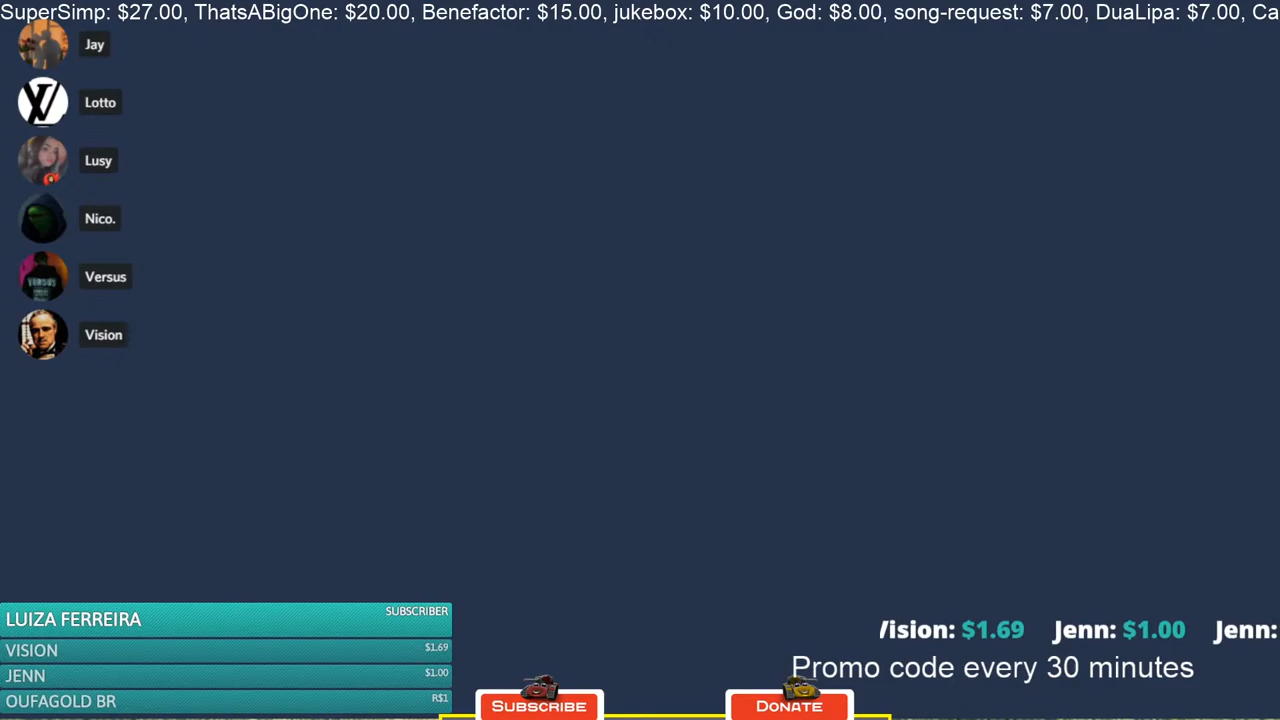 SuperSimp: $27.00, ThatsABigOne: $20.00, Benefactor: $15.00, jukebox: $10.00, God: $8.00, song-request: $7.00, DuaLipa: $7.00, Ca
Jay
Lotto
Lusy
Nico.
Versus
VERSUS
Vision
LUIZA FERREIRA SUBSCRIBER
VISION $1.69
JENN $1.00
OUFAGOLD BR R$1
Vision: $1.69 Jenn: $1.00 Jenn:
Promo code every 30 minutes
SUBSCRIBE
DONATE